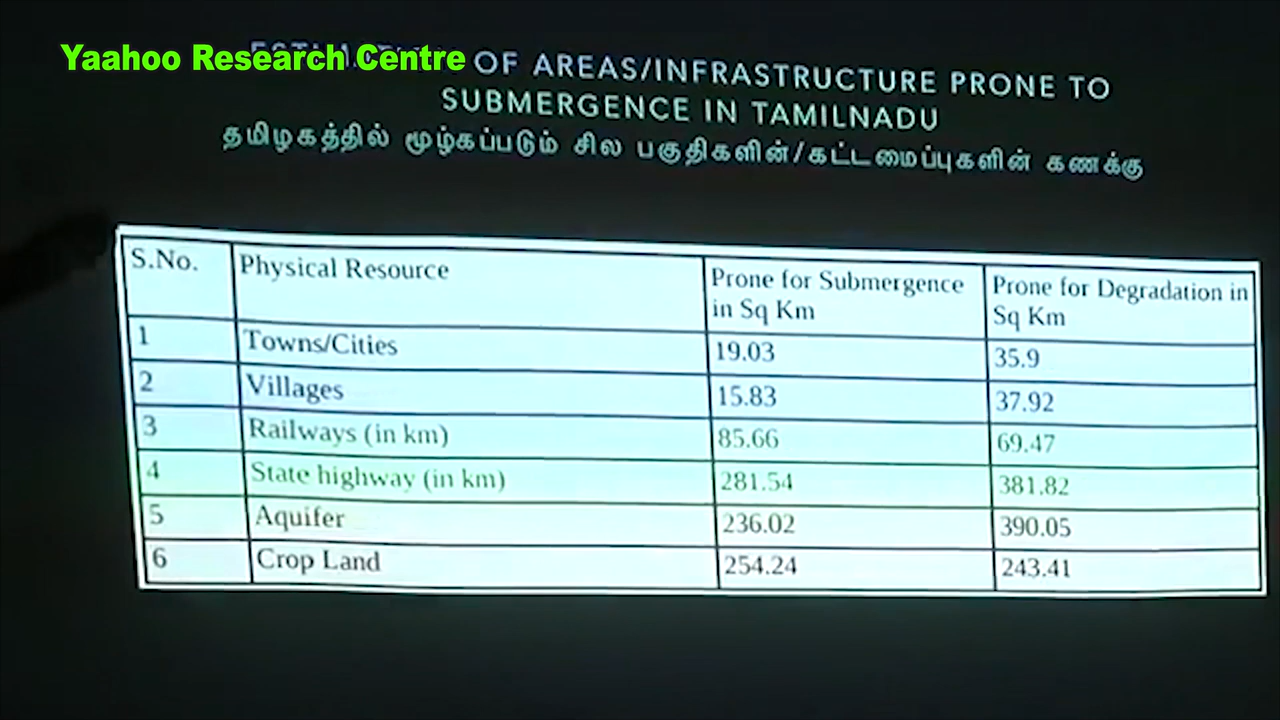 Yaahoo Research Centre
OF AREAS/INFRASTRUCTURE PRONE TO
SUBMERGENCE IN TAMILNADU
தமிழகத்தில் மூழ்கப்படும் சில பகுதிகளின்/கட்டமைப்புகளின் கணக்கு
S.No. Physical Resource Prone for Submergence in Sq Km Prone for Degradation in Sq Km
1 Towns/Cities 19.03 35.9
2 Villages 15.83 37.92
3 Railways (in km) 85.66 69.47
4 State highway (in km) 281.54 381.82
5 Aquifer 236.02 390.05
6 Crop Land 254.24 243.41